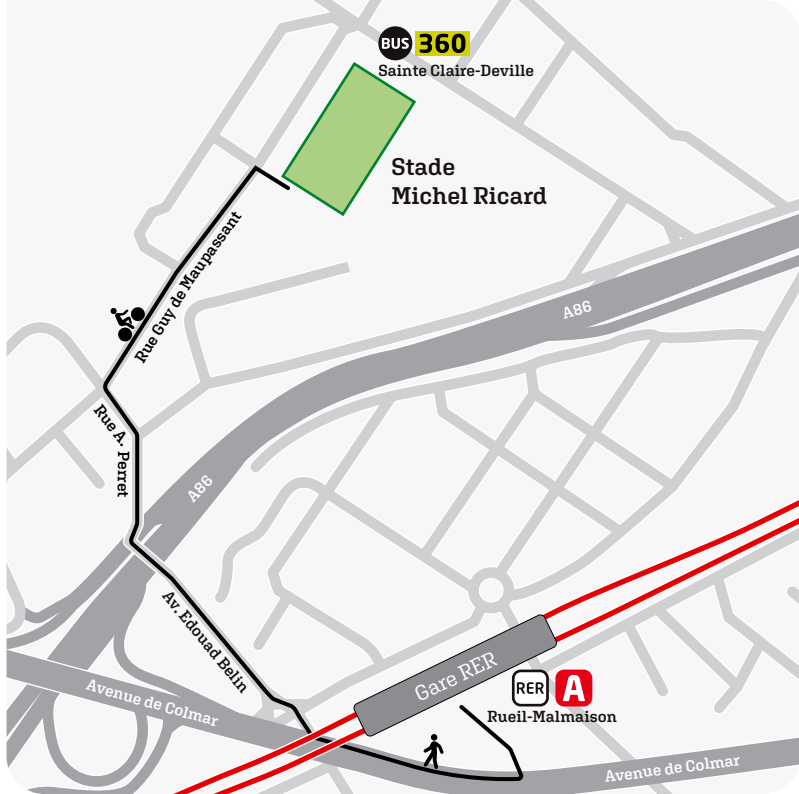 BUS 360
Sainte Claire-Deville
Stade
Michel Ricard
Rue Guy de Maupassant
A86
Rue A. Perret
A86
Av. Edouad Belin
Gare RER
RER A
Rueil-Malmaison
Avenue de Colmar
Avenue de Colmar